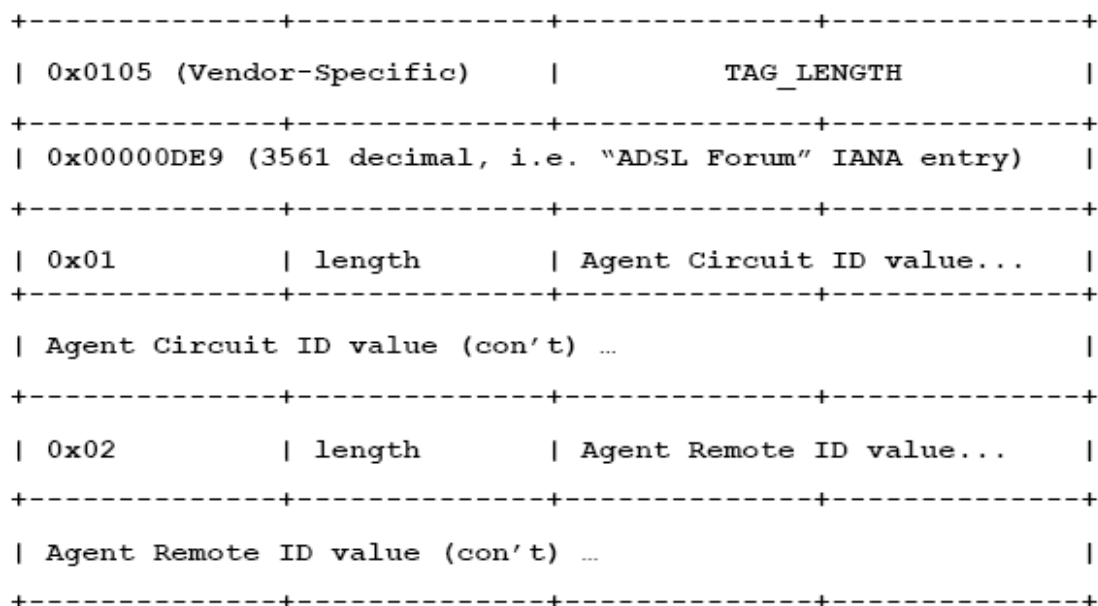 +--------------+--------------+--------------+--------------+
| 0x0105 (Vendor-Specific) | TAG_LENGTH |
+--------------+--------------+--------------+--------------+
| 0x00000DE9 (3561 decimal, i.e. “ADSL Forum” IANA entry) |
+--------------+--------------+--------------+--------------+
| 0x01 | length | Agent Circuit ID value... |
+--------------+--------------+--------------+--------------+
| Agent Circuit ID value (con’t) … |
+--------------+--------------+--------------+--------------+
| 0x02 | length | Agent Remote ID value... |
+--------------+--------------+--------------+--------------+
| Agent Remote ID value (con’t) … |
+--------------+--------------+--------------+--------------+